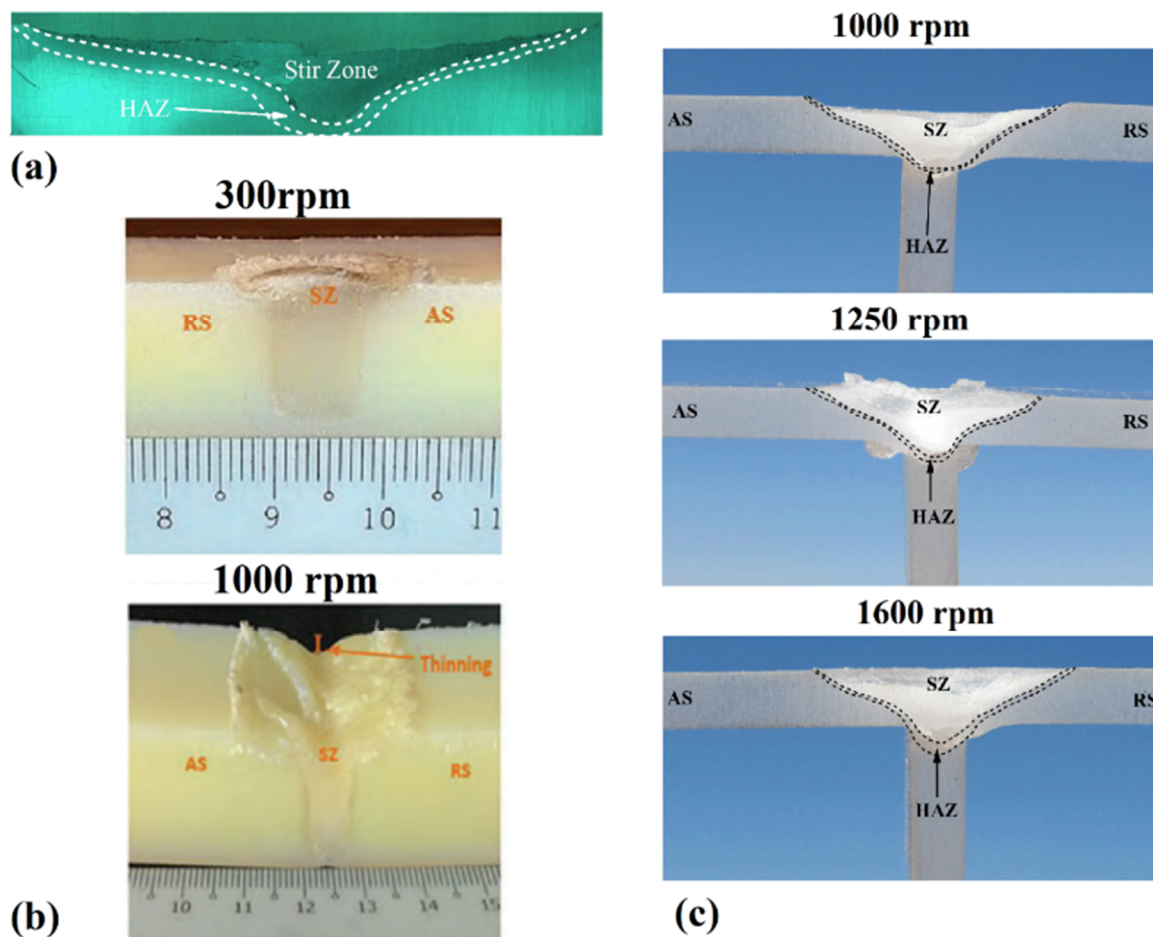 Stir Zone
HAZ
(a)
300rpm
SZ
RS
AS
8 9 10 11
1000 rpm
Thinning
SZ
AS
RS
10 11 12 13 14 15
(b)
1000 rpm
AS
SZ
RS
HAZ
1250 rpm
SZ
AS
RS
HAZ
1600 rpm
SZ
AS
RS
HAZ
(c)